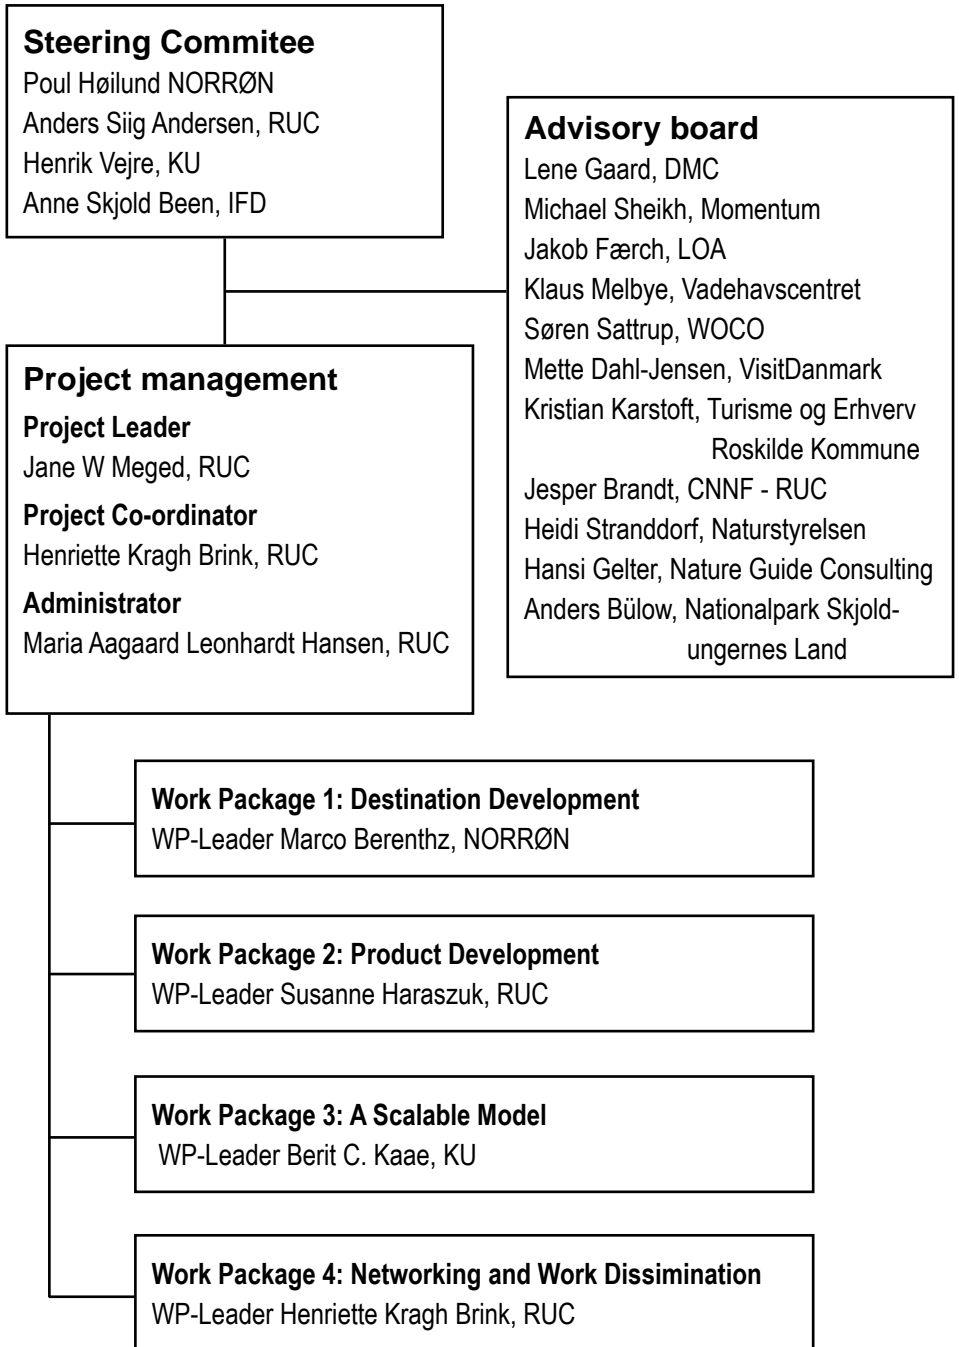 Steering Commitee
Poul Høilund NORRØN
Anders Siig Andersen, RUC
Henrik Vejre, KU
Anne Skjold Been, IFD
Advisory board
Lene Gaard, DMC
Michael Sheikh, Momentum
Jakob Færch, LOA
Klaus Melbye, Vadehavscentret
Søren Sattrup, WOCO
Mette Dahl-Jensen, VisitDanmark
Kristian Karstoft, Turisme og Erhverv
Roskilde Kommune
Jesper Brandt, CNNF - RUC
Heidi Stranddorf, Naturstyrelsen
Hansi Gelter, Nature Guide Consulting
Anders Bülow, Nationalpark Skjold-
ungernes Land
Project management
Project Leader
Jane W Meged, RUC
Project Co-ordinator
Henriette Kragh Brink, RUC
Administrator
Maria Aagaard Leonhardt Hansen, RUC
Work Package 1: Destination Development
WP-Leader Marco Berenthz, NORRØN
Work Package 2: Product Development
WP-Leader Susanne Haraszuk, RUC
Work Package 3: A Scalable Model
WP-Leader Berit C. Kaae, KU
Work Package 4: Networking and Work Dissimination
WP-Leader Henriette Kragh Brink, RUC